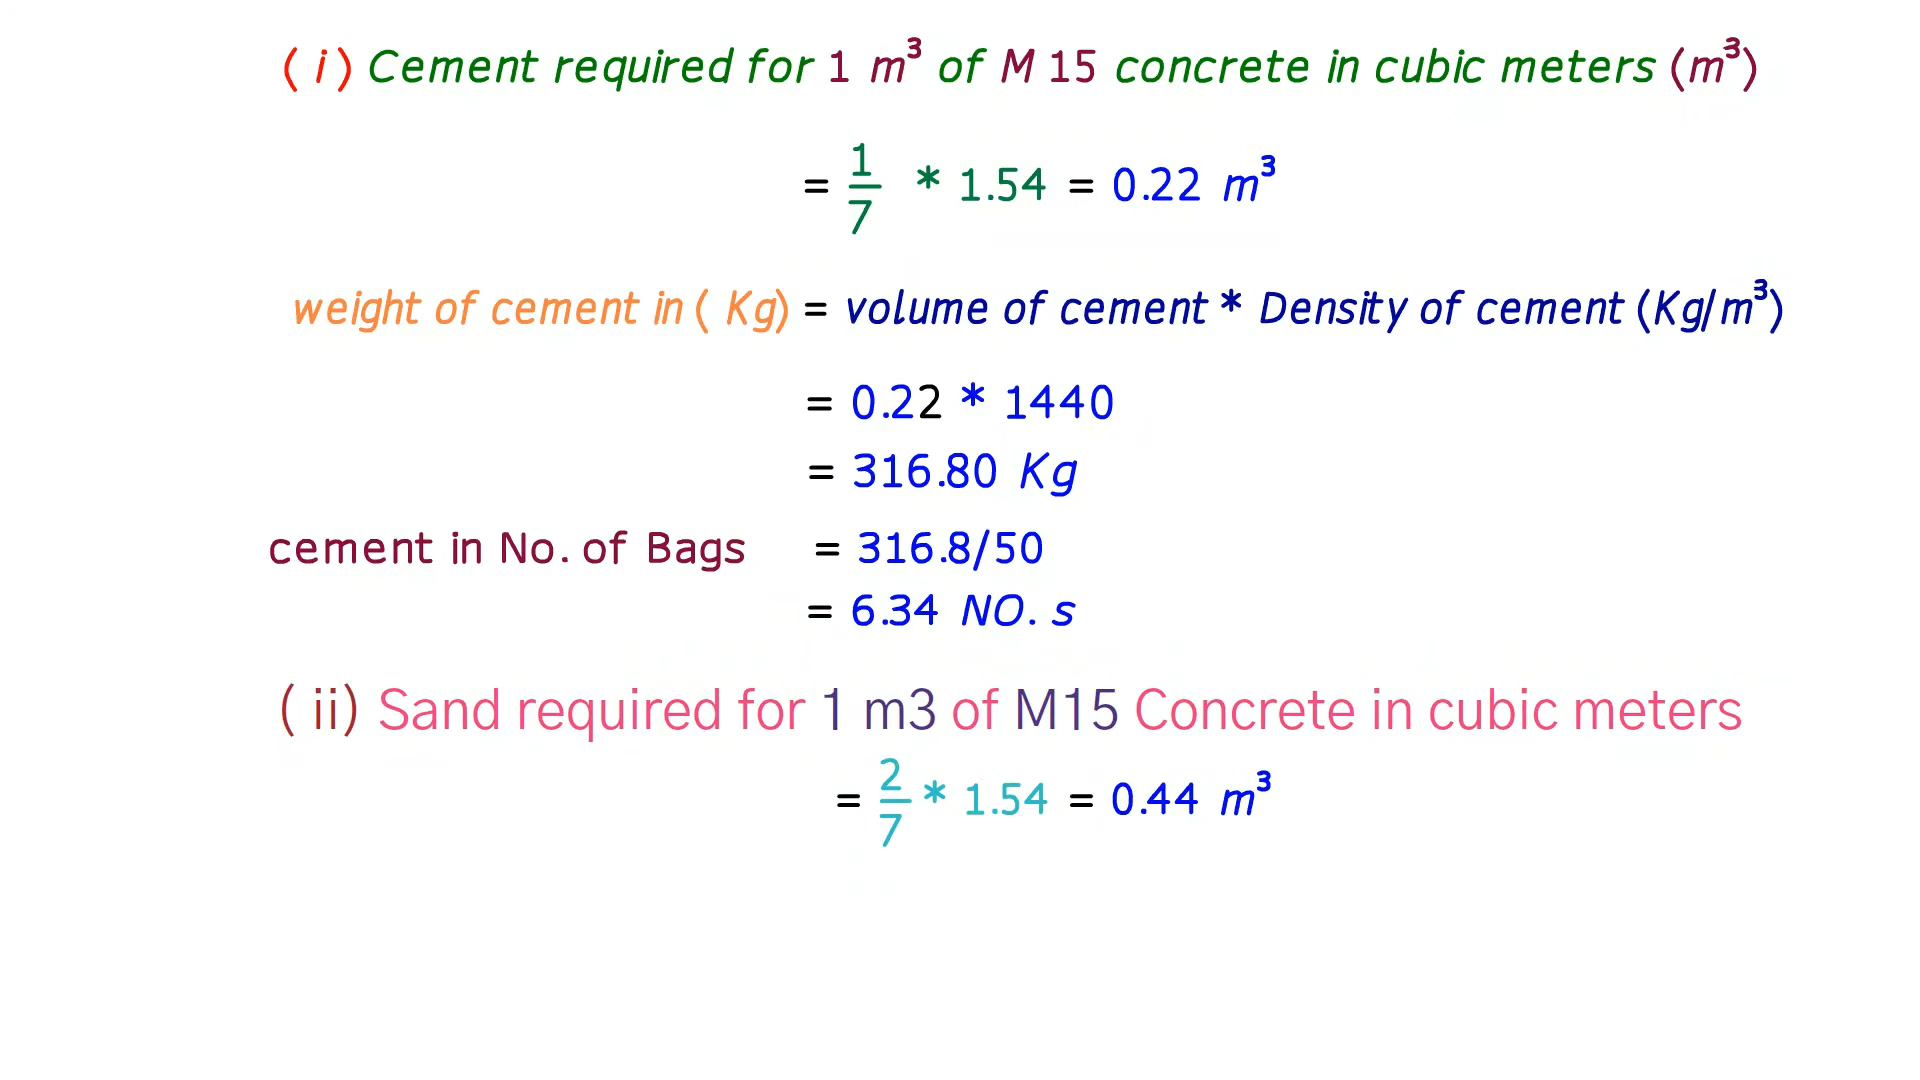 ( i ) Cement required for 1 m³ of M 15 concrete in cubic meters (m³)
= 1/7 * 1.54 = 0.22 m³
weight of cement in ( Kg) = volume of cement * Density of cement (Kg/m³)
= 0.22 * 1440
= 316.80 Kg
cement in No. of Bags = 316.8/50
= 6.34 NO. s
( ii) Sand required for 1 m3 of M15 Concrete in cubic meters
= 2/7 * 1.54 = 0.44 m³